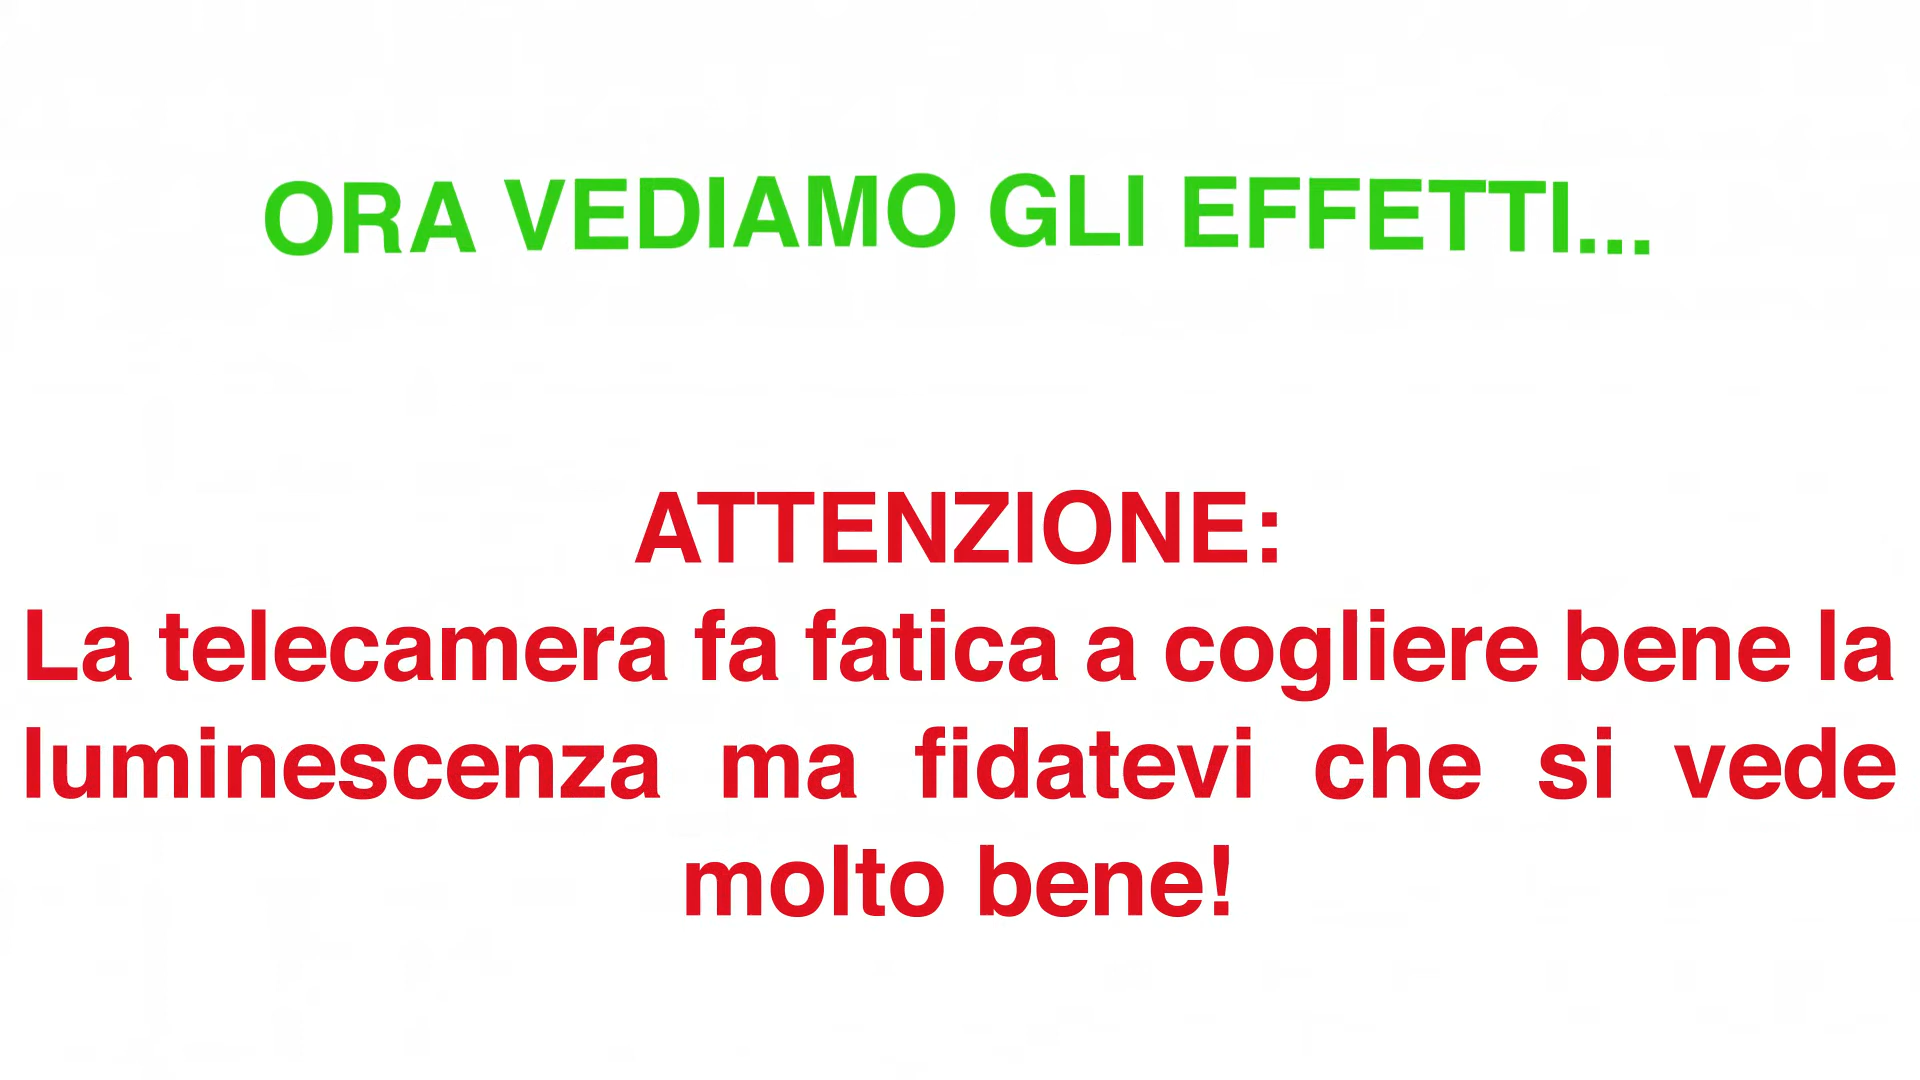 ORA VEDIAMO GLI EFFETTI...
ATTENZIONE:
La telecamera fa fatica a cogliere bene la
luminescenza ma fidatevi che si vede
molto bene!